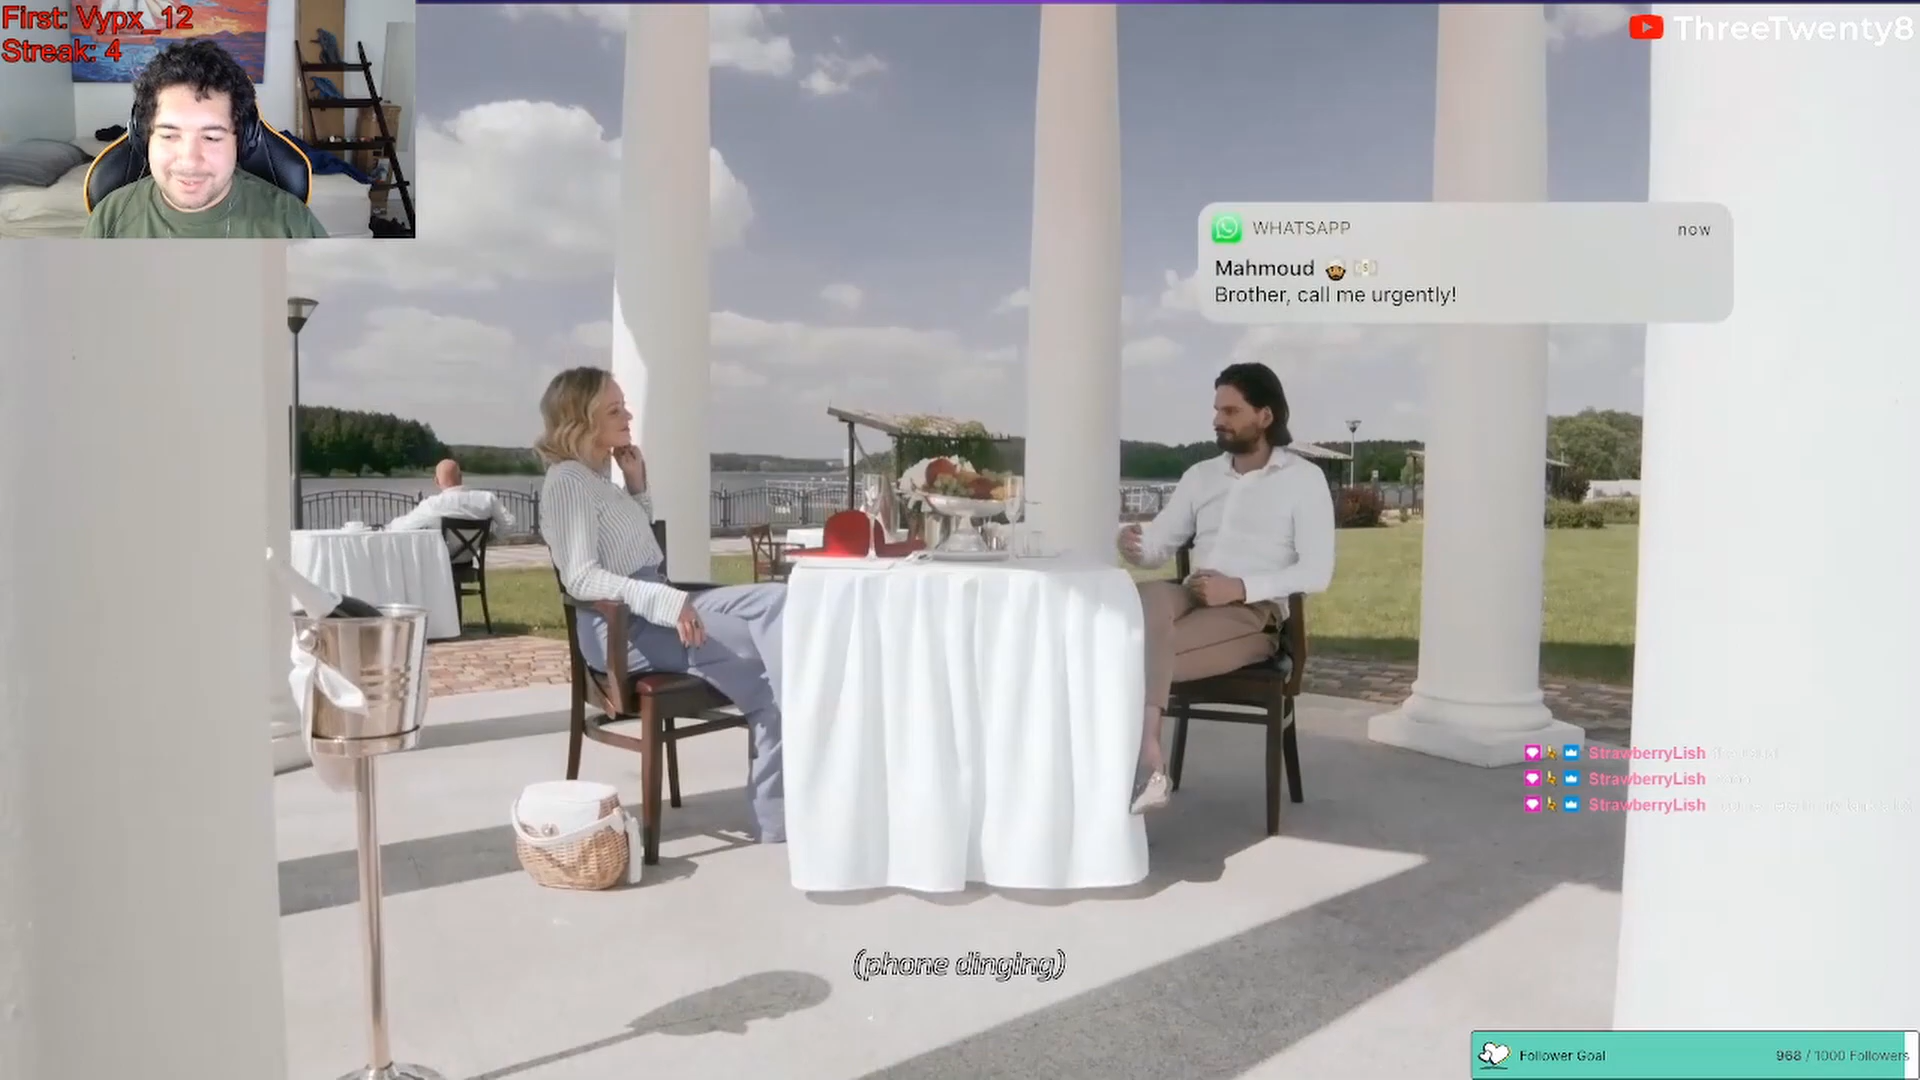 First: Vypx_12
Streak: 4
ThreeTwenty8
WHATSAPP
now
Mahmoud
Brother, call me urgently!
StrawberryLish
StrawberryLish
StrawberryLish
(phone dinging)
Follower Goal
968 / 1000 Followers